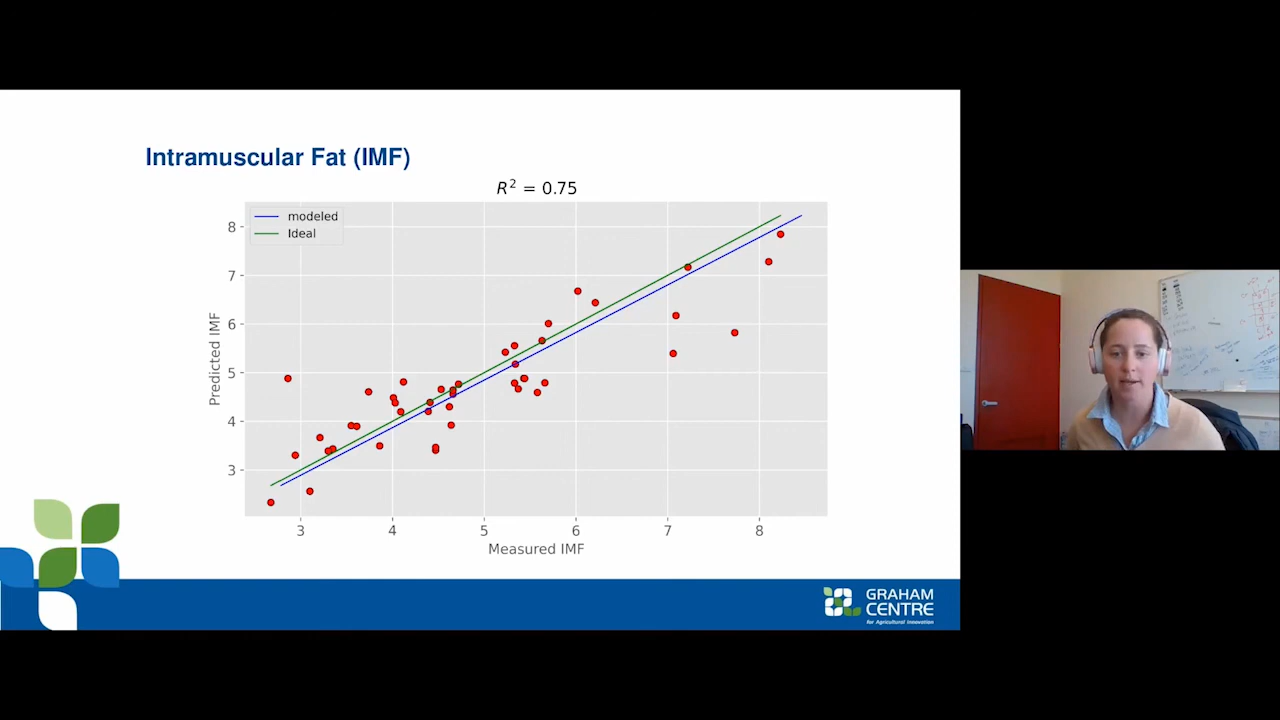 Intramuscular Fat (IMF)
R² = 0.75
modeled
Ideal
8
7
6
5
4
3
Predicted IMF
3 4 5 6 7 8
Measured IMF
GRAHAM
CENTRE
for Agricultural Innovation